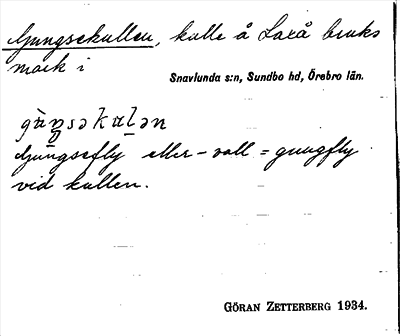 Gungsekullen, kulle å Laxå bruks
mark i
Snavlunda s:n, Sundbo hd, Örebro län.
gàŋsəkuḷən
Gungsefly eller - vall = gungfly
vid kullen.
GÖRAN ZETTERBERG 1934.